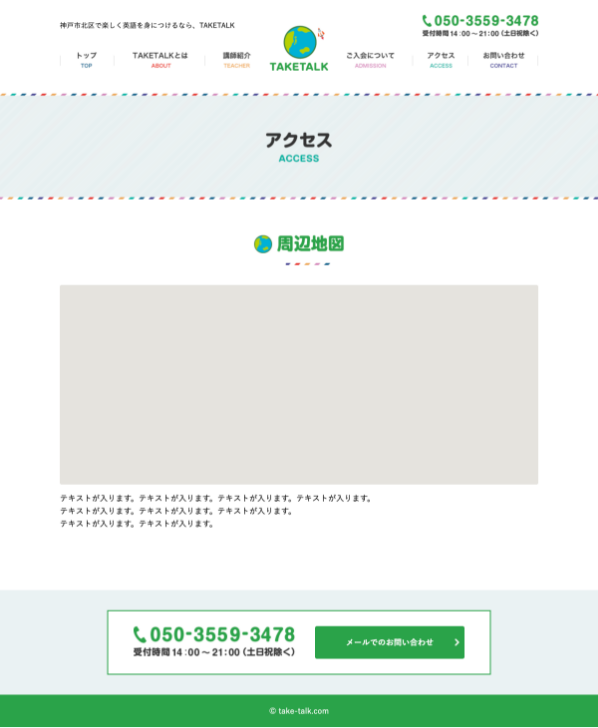 神戸市北区で楽しく英語を身につけるなら、TAKETALK
050-3559-3478
受付時間 14:00～21:00（土日祝除く）
トップ
TOP
TAKETALKとは
ABOUT
講師紹介
TEACHER
TAKETALK
ご入会について
ADMISSION
アクセス
ACCESS
お問い合わせ
CONTACT
アクセス
ACCESS
周辺地図
テキストが入ります。テキストが入ります。テキストが入ります。テキストが入ります。
テキストが入ります。テキストが入ります。テキストが入ります。
テキストが入ります。テキストが入ります。
050-3559-3478
受付時間 14:00～21:00（土日祝除く）
メールでのお問い合わせ
© take-talk.com